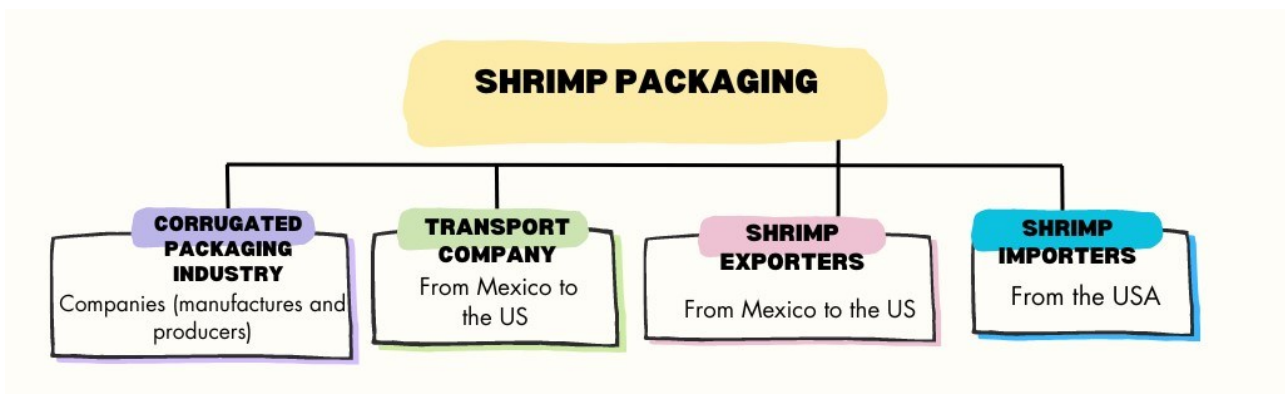 SHRIMP PACKAGING
CORRUGATED
PACKAGING
INDUSTRY
Companies (manufactures and
producers)
TRANSPORT
COMPANY
From Mexico to
the US
SHRIMP
EXPORTERS
From Mexico to the US
SHRIMP
IMPORTERS
From the USA